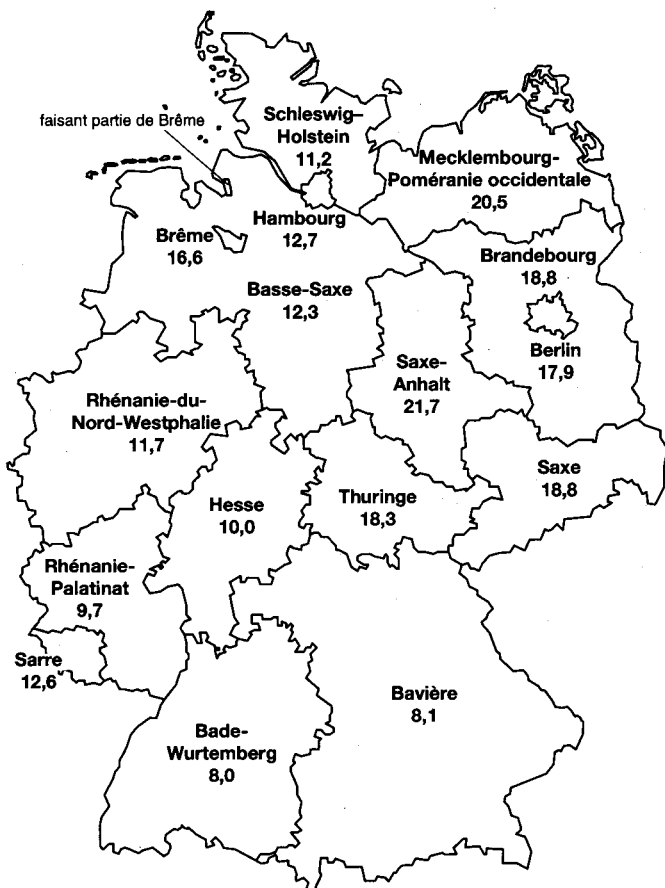 Schleswig–
Holstein
11,2
faisant partie de Brême
Mecklembourg-
Poméranie occidentale
20,5
Hambourg
12,7
Brême
16,6
Brandebourg
18,8
Basse-Saxe
12,3
Berlin
17,9
Saxe-
Anhalt
21,7
Rhénanie-du-
Nord-Westphalie
11,7
Saxe
18,8
Hesse
10,0
Thuringe
18,3
Rhénanie-
Palatinat
9,7
Sarre
12,6
Bavière
8,1
Bade-
Wurtemberg
8,0